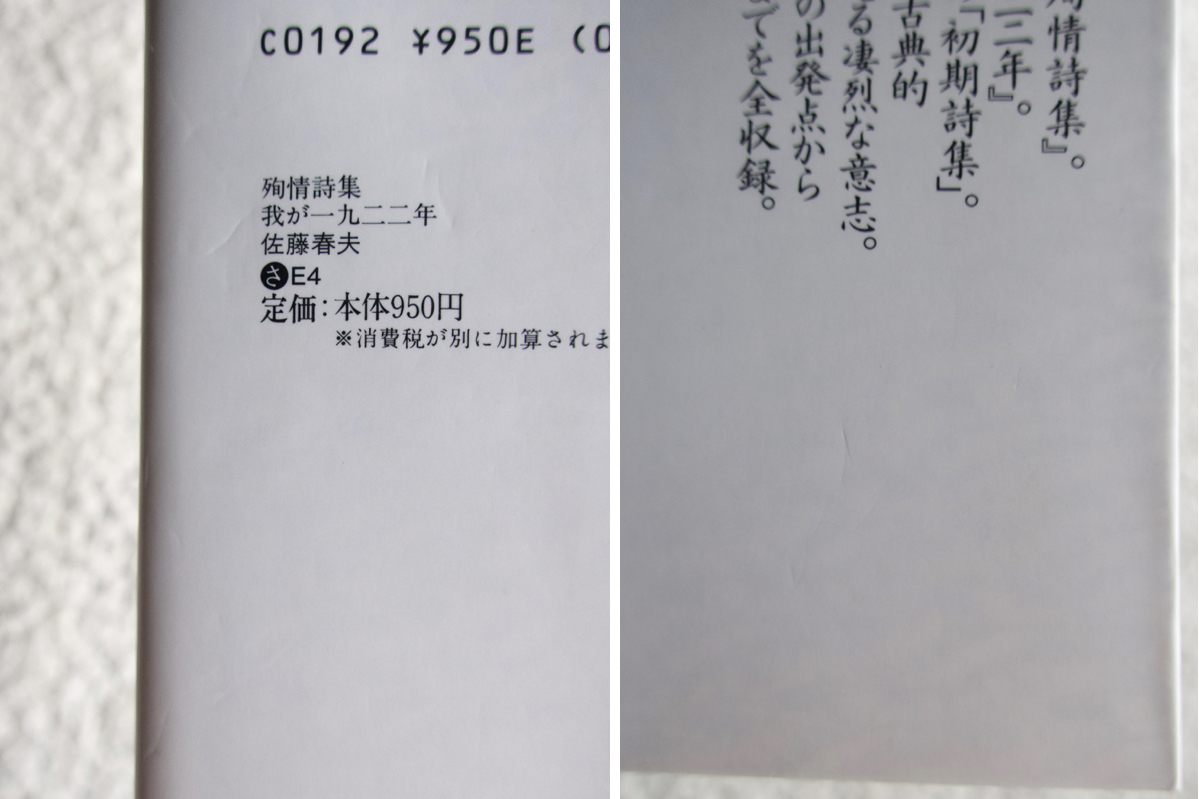 C0192 ¥950E (0
殉情詩集
我が一九二二年
佐藤春夫
さE4
定価：本体950円
※消費税が別に加算されま
情詩集』。
二年』。
「初期詩集」。
古典的
る凄烈な意志。
の出発点から
でを全収録。